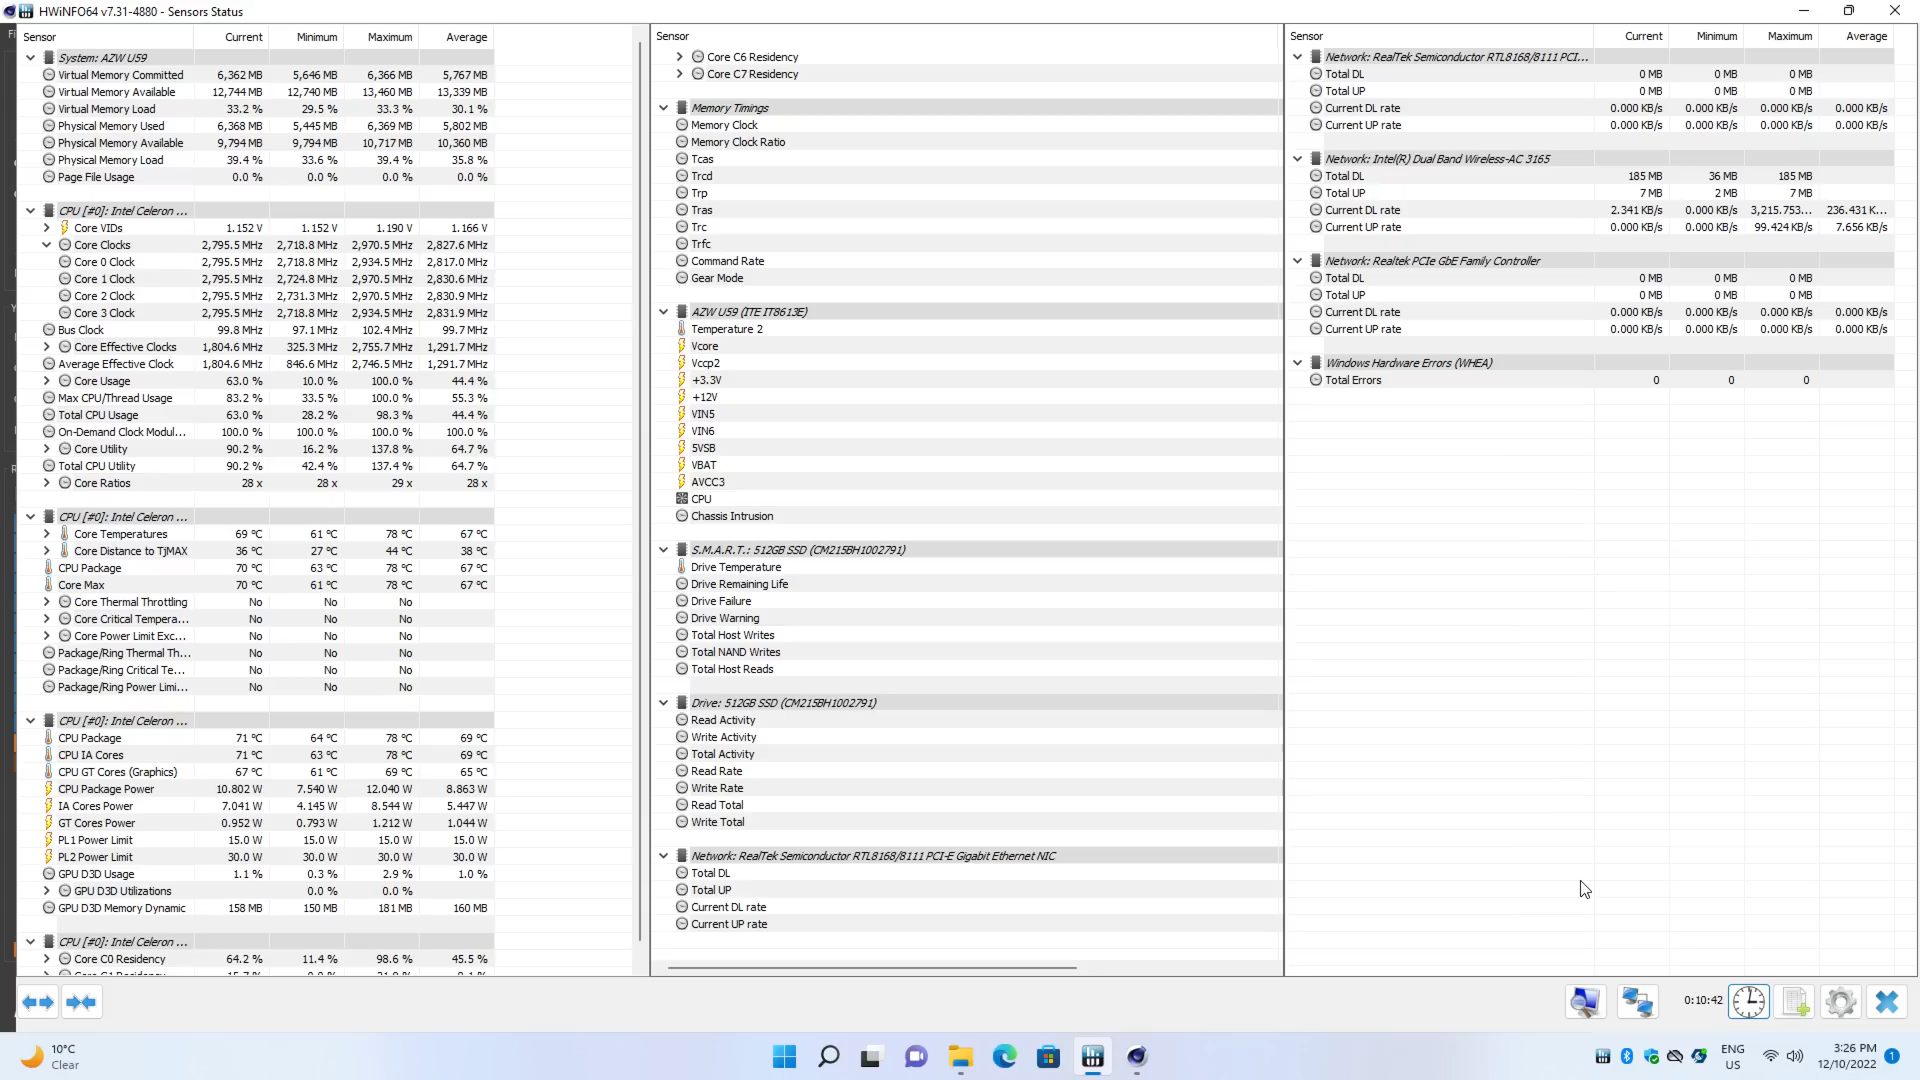 HWiNFO64 v7.31-4880 - Sensors Status
Sensor Current Minimum Maximum Average
System: AZW U59
Virtual Memory Committed 6,362 MB 5,646 MB 6,366 MB 5,767 MB
Virtual Memory Available 12,744 MB 12,740 MB 13,460 MB 13,339 MB
Virtual Memory Load 33.2 % 29.5 % 33.3 % 30.1 %
Physical Memory Used 6,368 MB 5,445 MB 6,369 MB 5,802 MB
Physical Memory Available 9,794 MB 9,794 MB 10,717 MB 10,360 MB
Physical Memory Load 39.4 % 33.6 % 39.4 % 35.8 %
Page File Usage 0.0 % 0.0 % 0.0 % 0.0 %
CPU [#0]: Intel Celeron ...
Core VIDs 1.152 V 1.152 V 1.190 V 1.166 V
Core Clocks 2,795.5 MHz 2,718.8 MHz 2,970.5 MHz 2,827.6 MHz
Core 0 Clock 2,795.5 MHz 2,718.8 MHz 2,934.5 MHz 2,817.0 MHz
Core 1 Clock 2,795.5 MHz 2,724.8 MHz 2,970.5 MHz 2,830.6 MHz
Core 2 Clock 2,795.5 MHz 2,731.3 MHz 2,970.5 MHz 2,830.9 MHz
Core 3 Clock 2,795.5 MHz 2,718.8 MHz 2,934.5 MHz 2,831.9 MHz
Bus Clock 99.8 MHz 97.1 MHz 102.4 MHz 99.7 MHz
Core Effective Clocks 1,804.6 MHz 325.3 MHz 2,755.7 MHz 1,291.7 MHz
Average Effective Clock 1,804.6 MHz 846.6 MHz 2,746.5 MHz 1,291.7 MHz
Core Usage 63.0 % 10.0 % 100.0 % 44.4 %
Max CPU/Thread Usage 83.2 % 33.5 % 100.0 % 55.3 %
Total CPU Usage 63.0 % 28.2 % 98.3 % 44.4 %
On-Demand Clock Modul... 100.0 % 100.0 % 100.0 % 100.0 %
Core Utility 90.2 % 16.2 % 137.8 % 64.7 %
Total CPU Utility 90.2 % 42.4 % 137.4 % 64.7 %
Core Ratios 28 x 28 x 29 x 28 x
CPU [#0]: Intel Celeron ...
Core Temperatures 69 °C 61 °C 78 °C 67 °C
Core Distance to TjMAX 36 °C 27 °C 44 °C 38 °C
CPU Package 70 °C 63 °C 78 °C 67 °C
Core Max 70 °C 61 °C 78 °C 67 °C
Core Thermal Throttling No No No
Core Critical Tempera... No No No
Core Power Limit Exc... No No No
Package/Ring Thermal Th... No No No
Package/Ring Critical Te... No No No
Package/Ring Power Limi... No No No
CPU [#0]: Intel Celeron ...
CPU Package 71 °C 64 °C 78 °C 69 °C
CPU IA Cores 71 °C 63 °C 78 °C 69 °C
CPU GT Cores (Graphics) 67 °C 61 °C 69 °C 65 °C
CPU Package Power 10.802 W 7.540 W 12.040 W 8.863 W
IA Cores Power 7.041 W 4.145 W 8.544 W 5.447 W
GT Cores Power 0.952 W 0.793 W 1.212 W 1.044 W
PL1 Power Limit 15.0 W 15.0 W 15.0 W 15.0 W
PL2 Power Limit 30.0 W 30.0 W 30.0 W 30.0 W
GPU D3D Usage 1.1 % 0.3 % 2.9 % 1.0 %
GPU D3D Utilizations 0.0 % 0.0 %
GPU D3D Memory Dynamic 158 MB 150 MB 181 MB 160 MB
CPU [#0]: Intel Celeron ...
Core C0 Residency 64.2 % 11.4 % 98.6 % 45.5 %
Sensor
Core C6 Residency
Core C7 Residency
Memory Timings
Memory Clock
Memory Clock Ratio
Tcas
Trcd
Trp
Tras
Trc
Trfc
Command Rate
Gear Mode
AZW U59 (ITE IT8613E)
Temperature 2
Vcore
Vccp2
+3.3V
+12V
VIN5
VIN6
5VSB
VBAT
AVCC3
CPU
Chassis Intrusion
S.M.A.R.T.: 512GB SSD (CM215BH1002791)
Drive Temperature
Drive Remaining Life
Drive Failure
Drive Warning
Total Host Writes
Total NAND Writes
Total Host Reads
Drive: 512GB SSD (CM215BH1002791)
Read Activity
Write Activity
Total Activity
Read Rate
Write Rate
Read Total
Write Total
Network: RealTek Semiconductor RTL8168/8111 PCI-E Gigabit Ethernet NIC
Total DL
Total UP
Current DL rate
Current UP rate
Sensor Current Minimum Maximum Average
Network: RealTek Semiconductor RTL8168/8111 PCI...
Total DL 0 MB 0 MB 0 MB
Total UP 0 MB 0 MB 0 MB
Current DL rate 0.000 KB/s 0.000 KB/s 0.000 KB/s 0.000 KB/s
Current UP rate 0.000 KB/s 0.000 KB/s 0.000 KB/s 0.000 KB/s
Network: Intel(R) Dual Band Wireless-AC 3165
Total DL 185 MB 36 MB 185 MB
Total UP 7 MB 2 MB 7 MB
Current DL rate 2.341 KB/s 0.000 KB/s 3,215.753... 236.431 K...
Current UP rate 0.000 KB/s 0.000 KB/s 99.424 KB/s 7.656 KB/s
Network: Realtek PCIe GbE Family Controller
Total DL 0 MB 0 MB 0 MB
Total UP 0 MB 0 MB 0 MB
Current DL rate 0.000 KB/s 0.000 KB/s 0.000 KB/s 0.000 KB/s
Current UP rate 0.000 KB/s 0.000 KB/s 0.000 KB/s 0.000 KB/s
Windows Hardware Errors (WHEA)
Total Errors 0 0 0
0:10:42
10°C
Clear
ENG
US
3:26 PM
12/10/2022
1